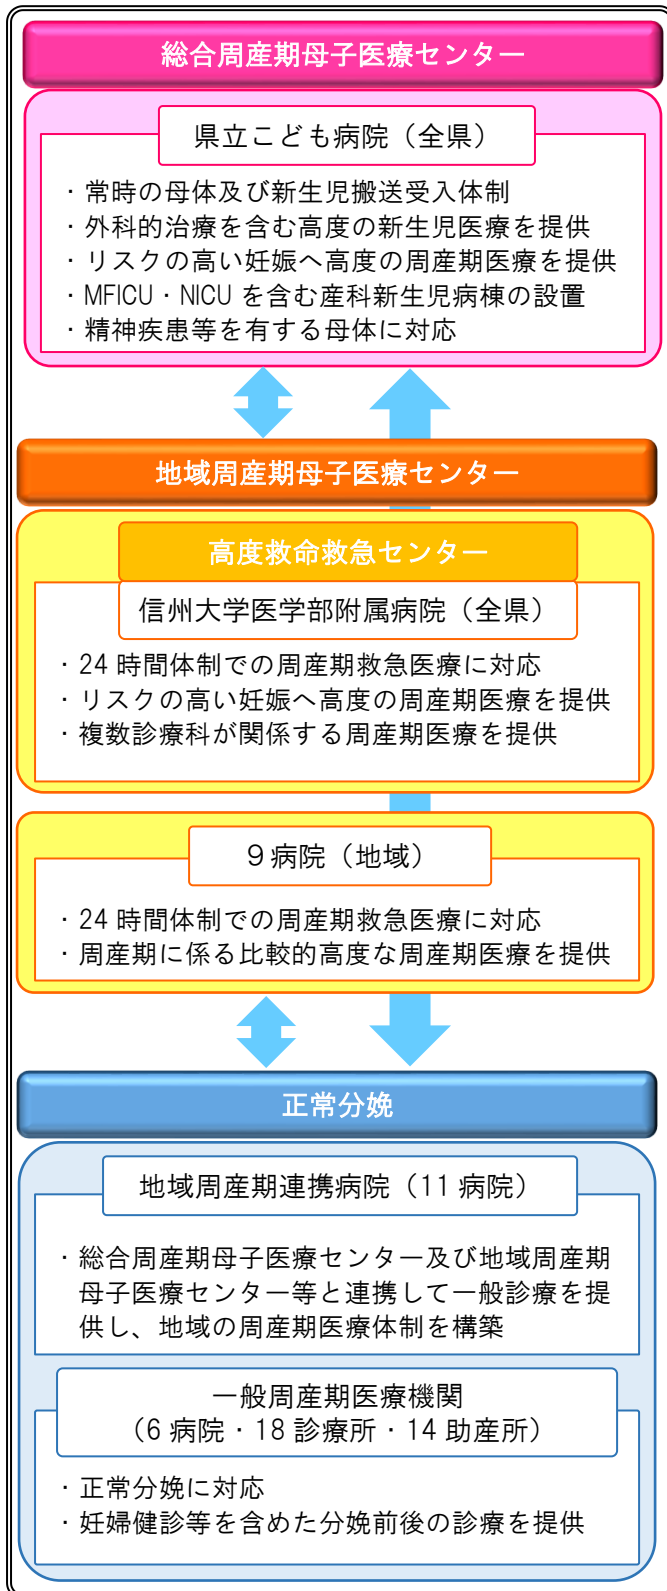 総合周産期母子医療センター
県立こども病院（全県）
・常時の母体及び新生児搬送受入体制
・外科的治療を含む高度の新生児医療を提供
・リスクの高い妊娠へ高度の周産期医療を提供
・MFICU・NICU を含む産科新生児病棟の設置
・精神疾患等を有する母体に対応
地域周産期母子医療センター
高度救命救急センター
信州大学医学部附属病院（全県）
・24 時間体制での周産期救急医療に対応
・リスクの高い妊娠へ高度の周産期医療を提供
・複数診療科が関係する周産期医療を提供
９病院（地域）
・24 時間体制での周産期救急医療に対応
・周産期に係る比較的高度な周産期医療を提供
正常分娩
地域周産期連携病院（11 病院）
・総合周産期母子医療センター及び地域周産期
母子医療センター等と連携して一般診療を提
供し、地域の周産期医療体制を構築
一般周産期医療機関
（6 病院・18 診療所・14 助産所）
・正常分娩に対応
・妊婦健診等を含めた分娩前後の診療を提供